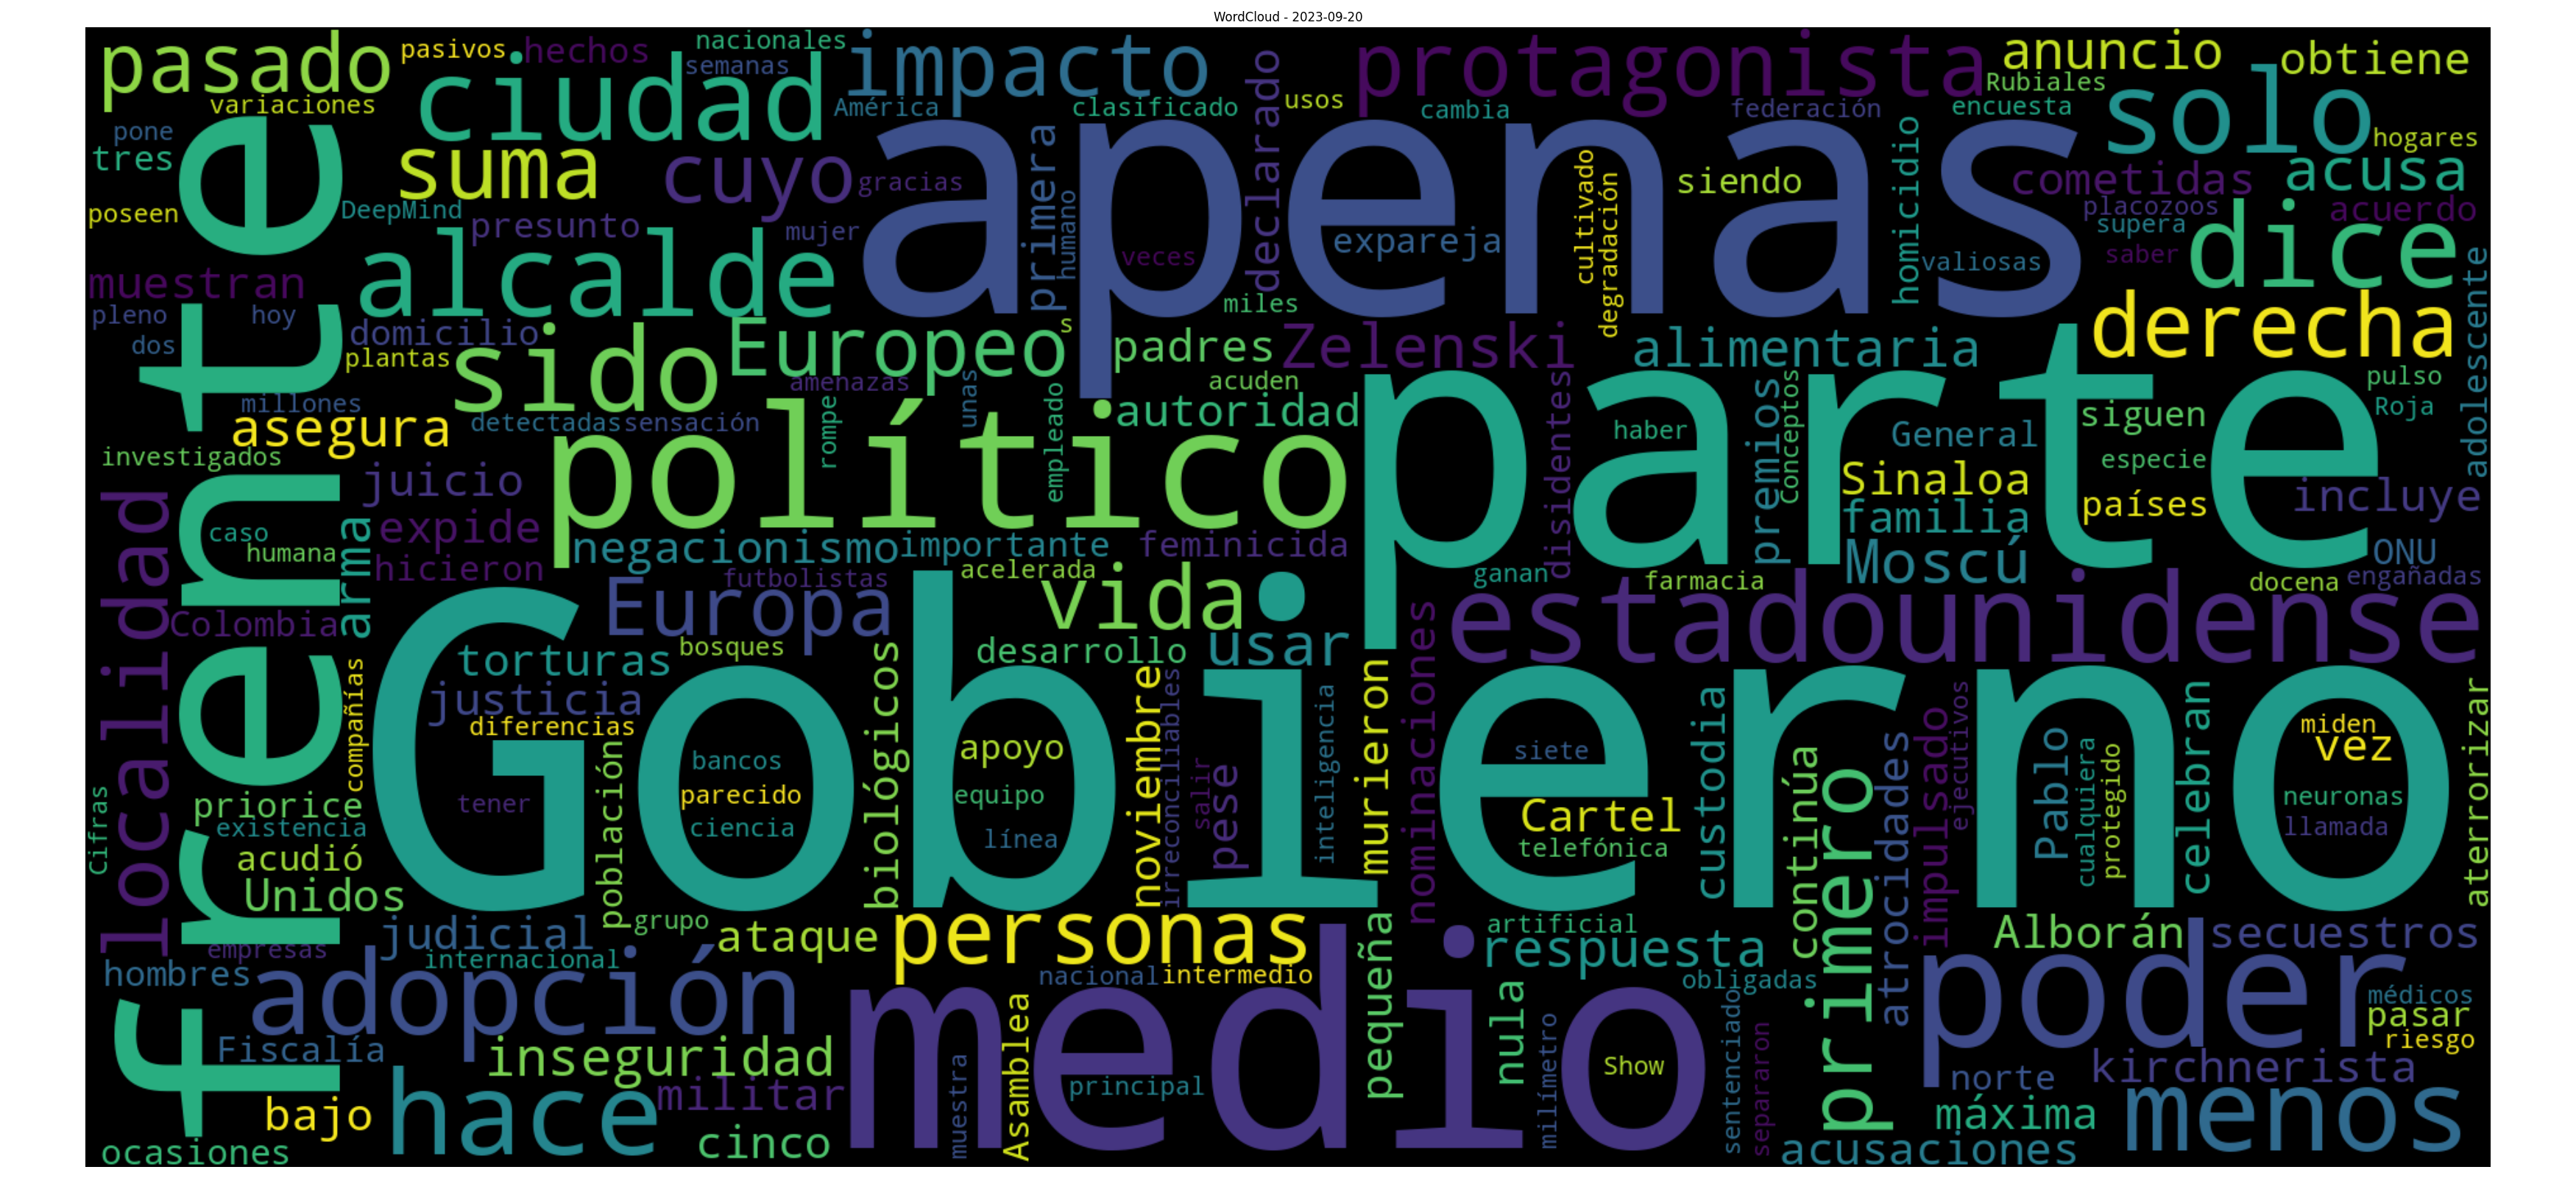 WordCloud - 2023-09-20
pasado
pasivos
hechos
nacionales
semanas
impacto
protagonista
anuncio
obtiene
Rubiales
variaciones
ciudad
América
clasificado
declarado
usos
cambia
federación
encuesta
solo
hogares
pone
tres
suma
cuyo
gracias
apenas
primera
humano
veces
expareja
cultivado
degradación
siendo
homicidio
valiosas
cometidas
acusa
placozoos
acuerdo
supera
saber
dice
poseen
DeepMind
presunto
mujer
alcalde
muestran
pleno
hoy
dos
domicilio
plantas
miles
frente
sido
Europeo
s
padres
Zelenski
alimentaria
derecha
adolescente
amenazas
unas
acuden
millones
asegura
detectadas
sensación
rompe
empleado
autoridad
disidentes
haber
premios
Conceptos
General
parte
siguen
pulso
Roja
especie
investigados
juicio
político
Sinaloa
países
incluye
localidad
caso
humana
arma
expide
hicieron
negacionismo
importante
feminicida
familia
Moscú
ONU
futbolistas
acelerada
ganan
farmacia
docena
engañadas
Colombia
Europa
vida
estadounidense
torturas
bosques
desarrollo
usar
nominaciones
compañías
justicia
diferencias
biológicos
noviembre
irreconciliables
murieron
Gobierno
población
bancos
parecido
ciencia
apoyo
equipo
línea
salir
pese
inteligencia
siete
Cartel
telefónica
custodia
continúa
primero
atrocidades
impulsado
ejecutivos
Pablo
cualquiera
protegido
celebran
miden
vez
neuronas
llamada
aterrorizar
Cifras
priorice
existencia
tener
acudió
Unidos
grupo
ataque
personas
artificial
respuesta
Alborán
secuestros
empresas
judicial
internacional
hombres
adopción
nacional
intermedio
pequeña
obligadas
poder
médicos
pasar
riesgo
Fiscalía
inseguridad
muestra
Asamblea
principal
medio
nula
milímetro
Show
sentenciado
separaron
norte
kirchnerista
bajo
hace
militar
cinco
máxima
menos
ocasiones
acusaciones